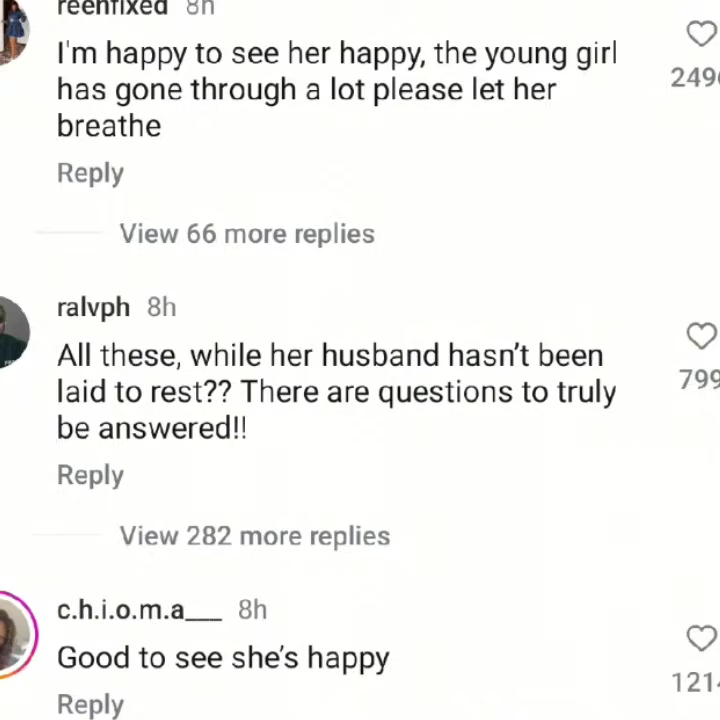 reenfixed 8h
I'm happy to see her happy, the young girl
has gone through a lot please let her
breathe
249
Reply
View 66 more replies
ralvph 8h
All these, while her husband hasn't been
laid to rest?? There are questions to truly
be answered!!
799
Reply
View 282 more replies
c.h.i.o.m.a___ 8h
Good to see she's happy
121
Reply